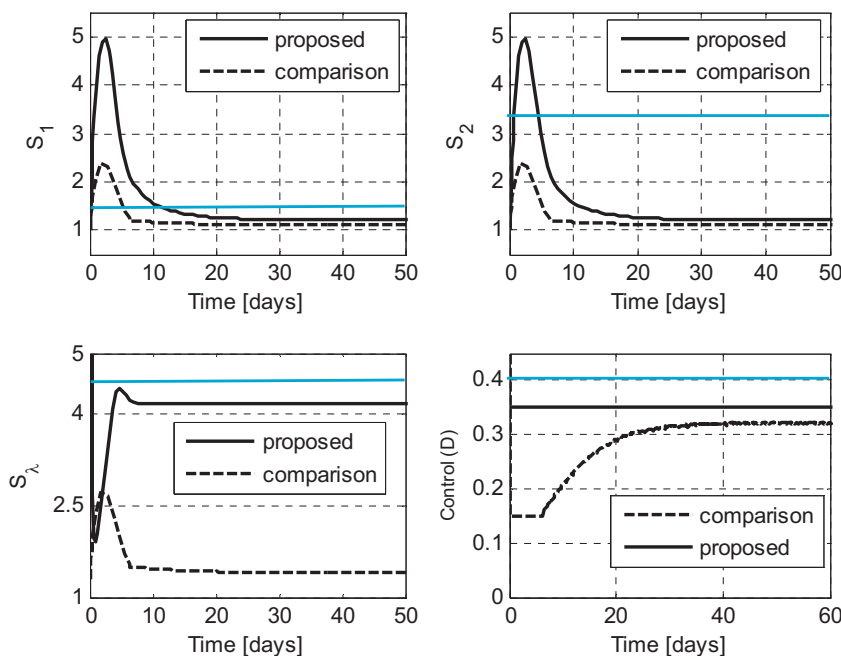 proposed
comparison
S1
5
4
3
2
1
0 10 20 30 40 50
Time [days]
proposed
comparison
S2
5
4
3
2
1
0 10 20 30 40 50
Time [days]
proposed
comparison
Sλ
5
4
2.5
1
0 10 20 30 40 50
Time [days]
comparison
proposed
Control (D)
0.4
0.3
0.2
0.1
0
0 20 40 60
Time [days]